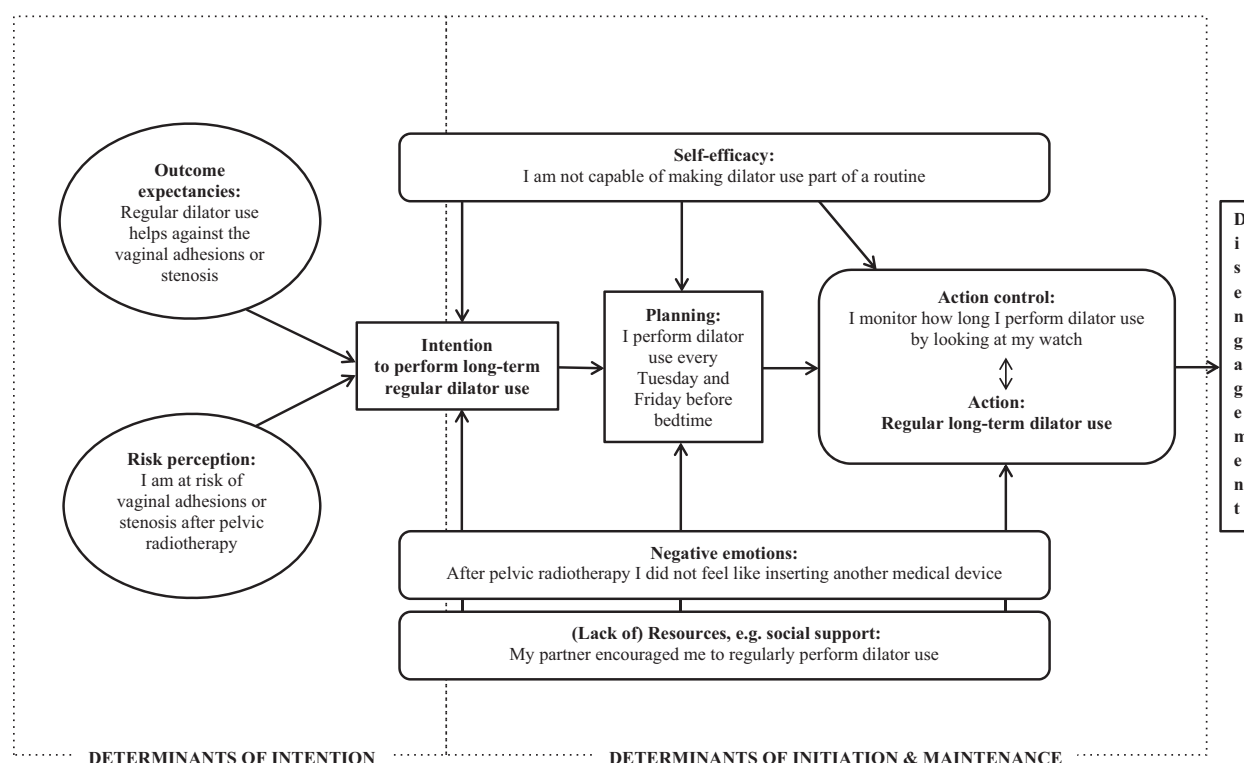 Outcome
expectancies:
Regular dilator use
helps against the
vaginal adhesions or
stenosis
Risk perception:
I am at risk of
vaginal adhesions or
stenosis after pelvic
radiotherapy
Self-efficacy:
I am not capable of making dilator use part of a routine
Intention
to perform long-term
regular dilator use
Planning:
I perform dilator
use every
Tuesday and
Friday before
bedtime
Action control:
I monitor how long I perform dilator use
by looking at my watch
Action:
Regular long-term dilator use
Negative emotions:
After pelvic radiotherapy I did not feel like inserting another medical device
(Lack of) Resources, e.g. social support:
My partner encouraged me to regularly perform dilator use
D
i
s
e
n
g
a
g
e
m
e
n
t
DETERMINANTS OF INTENTION
DETERMINANTS OF INITIATION & MAINTENANCE